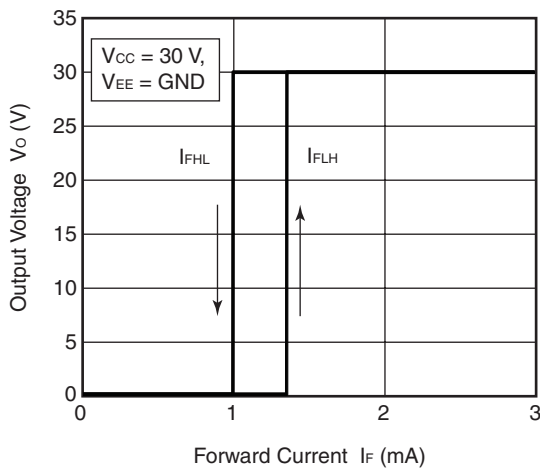 35
30
25
20
15
10
5
0
Output Voltage VO (V)
VCC = 30 V,
VEE = GND
IFHL
IFLH
0
1
2
3
Forward Current IF (mA)